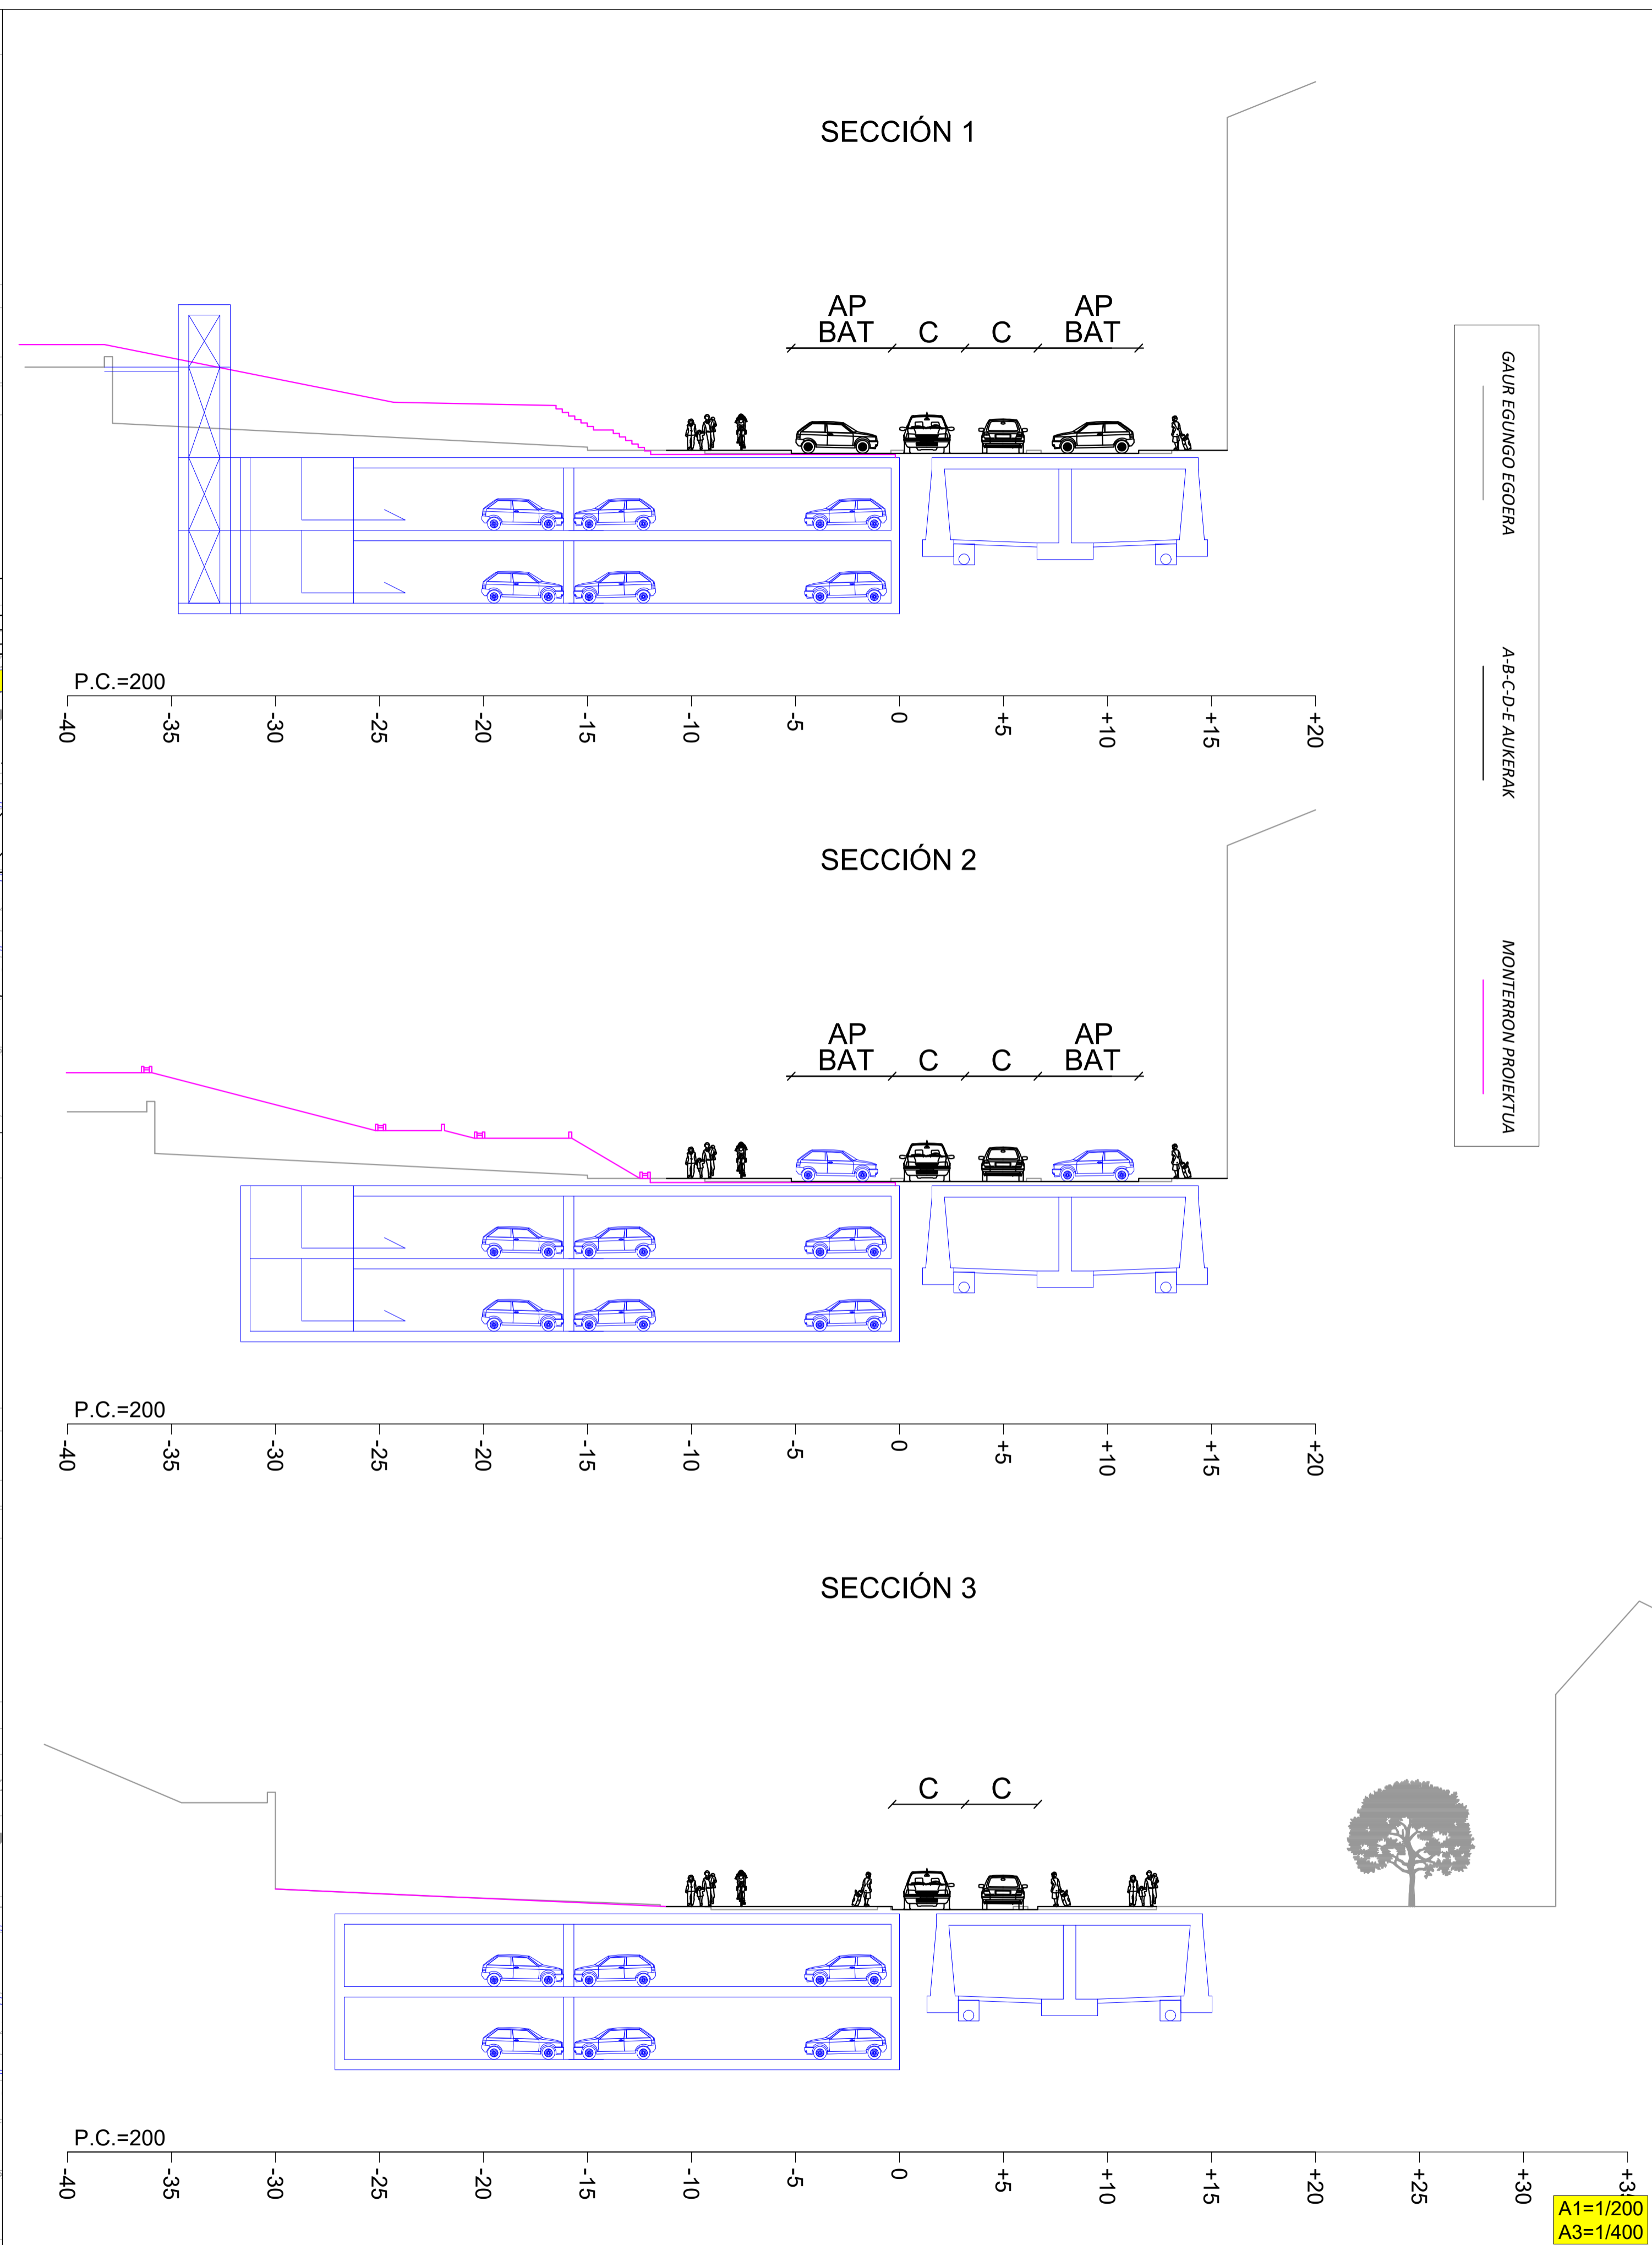 SECCIÓN 1
AP AP
BAT C C BAT
P.C.=200
-40 -35 -30 -25 -20 -15 -10 -5 0 +5 +10 +15 +20
SECCIÓN 2
AP AP
BAT C C BAT
P.C.=200
-40 -35 -30 -25 -20 -15 -10 -5 0 +5 +10 +15 +20
SECCIÓN 3
C C
P.C.=200
-40 -35 -30 -25 -20 -15 -10 -5 0 +5 +10 +15 +20 +25 +30
A1=1/200
A3=1/400
GAUR EGUNGO EGOERA
A-B-C-D-E AUKERAK
MONTERRON PROIEKTUA